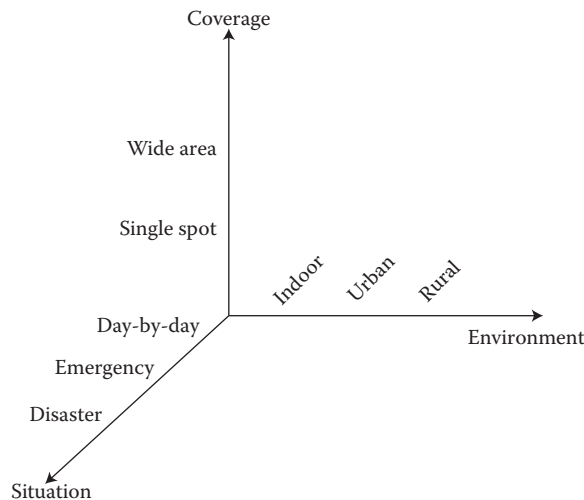 Coverage
Wide area
Single spot
Indoor
Urban
Rural
Day-by-day
Environment
Emergency
Disaster
Situation